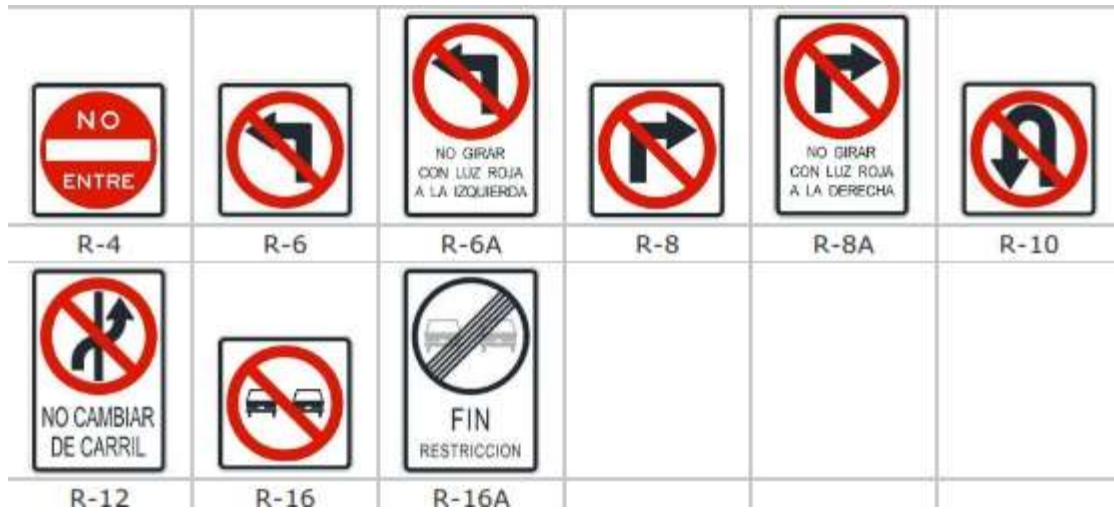 NO
ENTRE
NO GIRAR
CON LUZ ROJA
A LA IZQUIERDA
NO GIRAR
CON LUZ ROJA
A LA DERECHA
R-4
R-6
R-6A
R-8
R-8A
R-10
NO CAMBIAR
DE CARRIL
FIN
RESTRICCION
R-12
R-16
R-16A